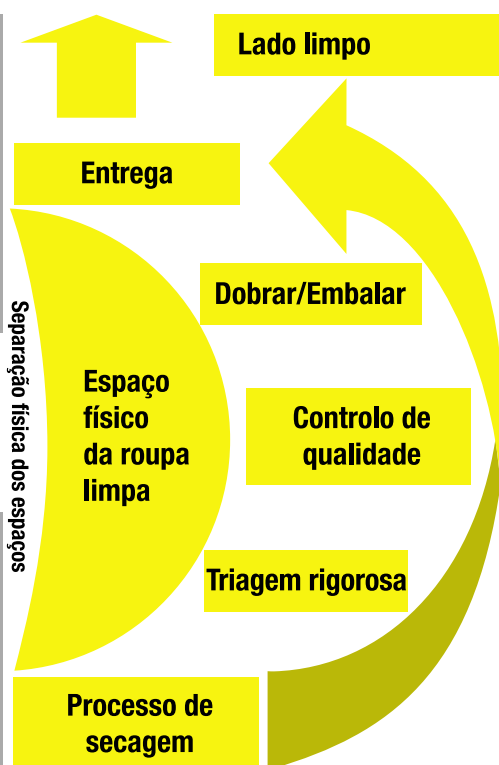 Lado limpo
Entrega
Dobrar/Embalar
Separação física dos espaços
Espaço
físico
da roupa
limpa
Controlo de
qualidade
Triagem rigorosa
Processo de
secagem